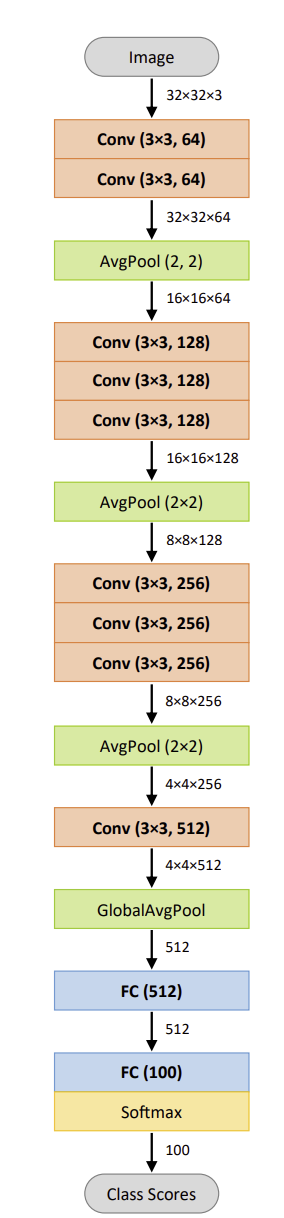 Image
32×32×3
Conv (3×3, 64)
Conv (3×3, 64)
32×32×64
AvgPool (2, 2)
16×16×64
Conv (3×3, 128)
Conv (3×3, 128)
Conv (3×3, 128)
16×16×128
AvgPool (2×2)
8×8×128
Conv (3×3, 256)
Conv (3×3, 256)
Conv (3×3, 256)
8×8×256
AvgPool (2×2)
4×4×256
Conv (3×3, 512)
4×4×512
GlobalAvgPool
512
FC (512)
512
FC (100)
Softmax
100
Class Scores